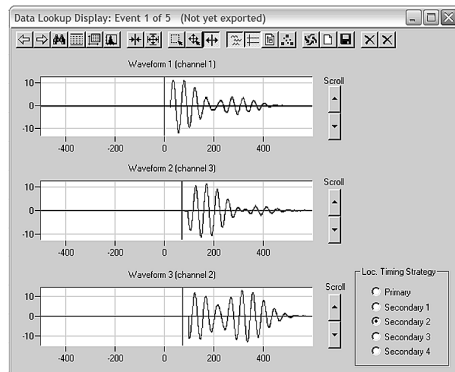 Data Lookup Display: Event 1 of 5 (Not yet exported)
Waveform 1 (channel 1)
Scroll
10
0
-10
-400 -200 0 200 400
Waveform 2 (channel 3)
Scroll
10
0
-10
-400 -200 0 200 400
Waveform 3 (channel 2)
Scroll
10
0
-10
-400 -200 0 200 400
Loc. Timing Strategy
Primary
Secondary 1
Secondary 2
Secondary 3
Secondary 4